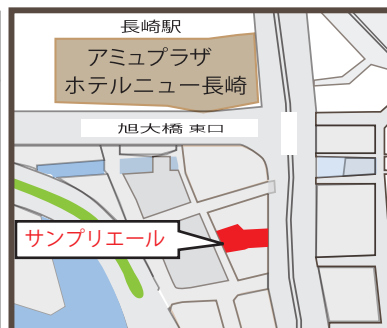 長崎駅
アミュプラザ
ホテルニュー長崎
旭大橋 東口
サンプリエール